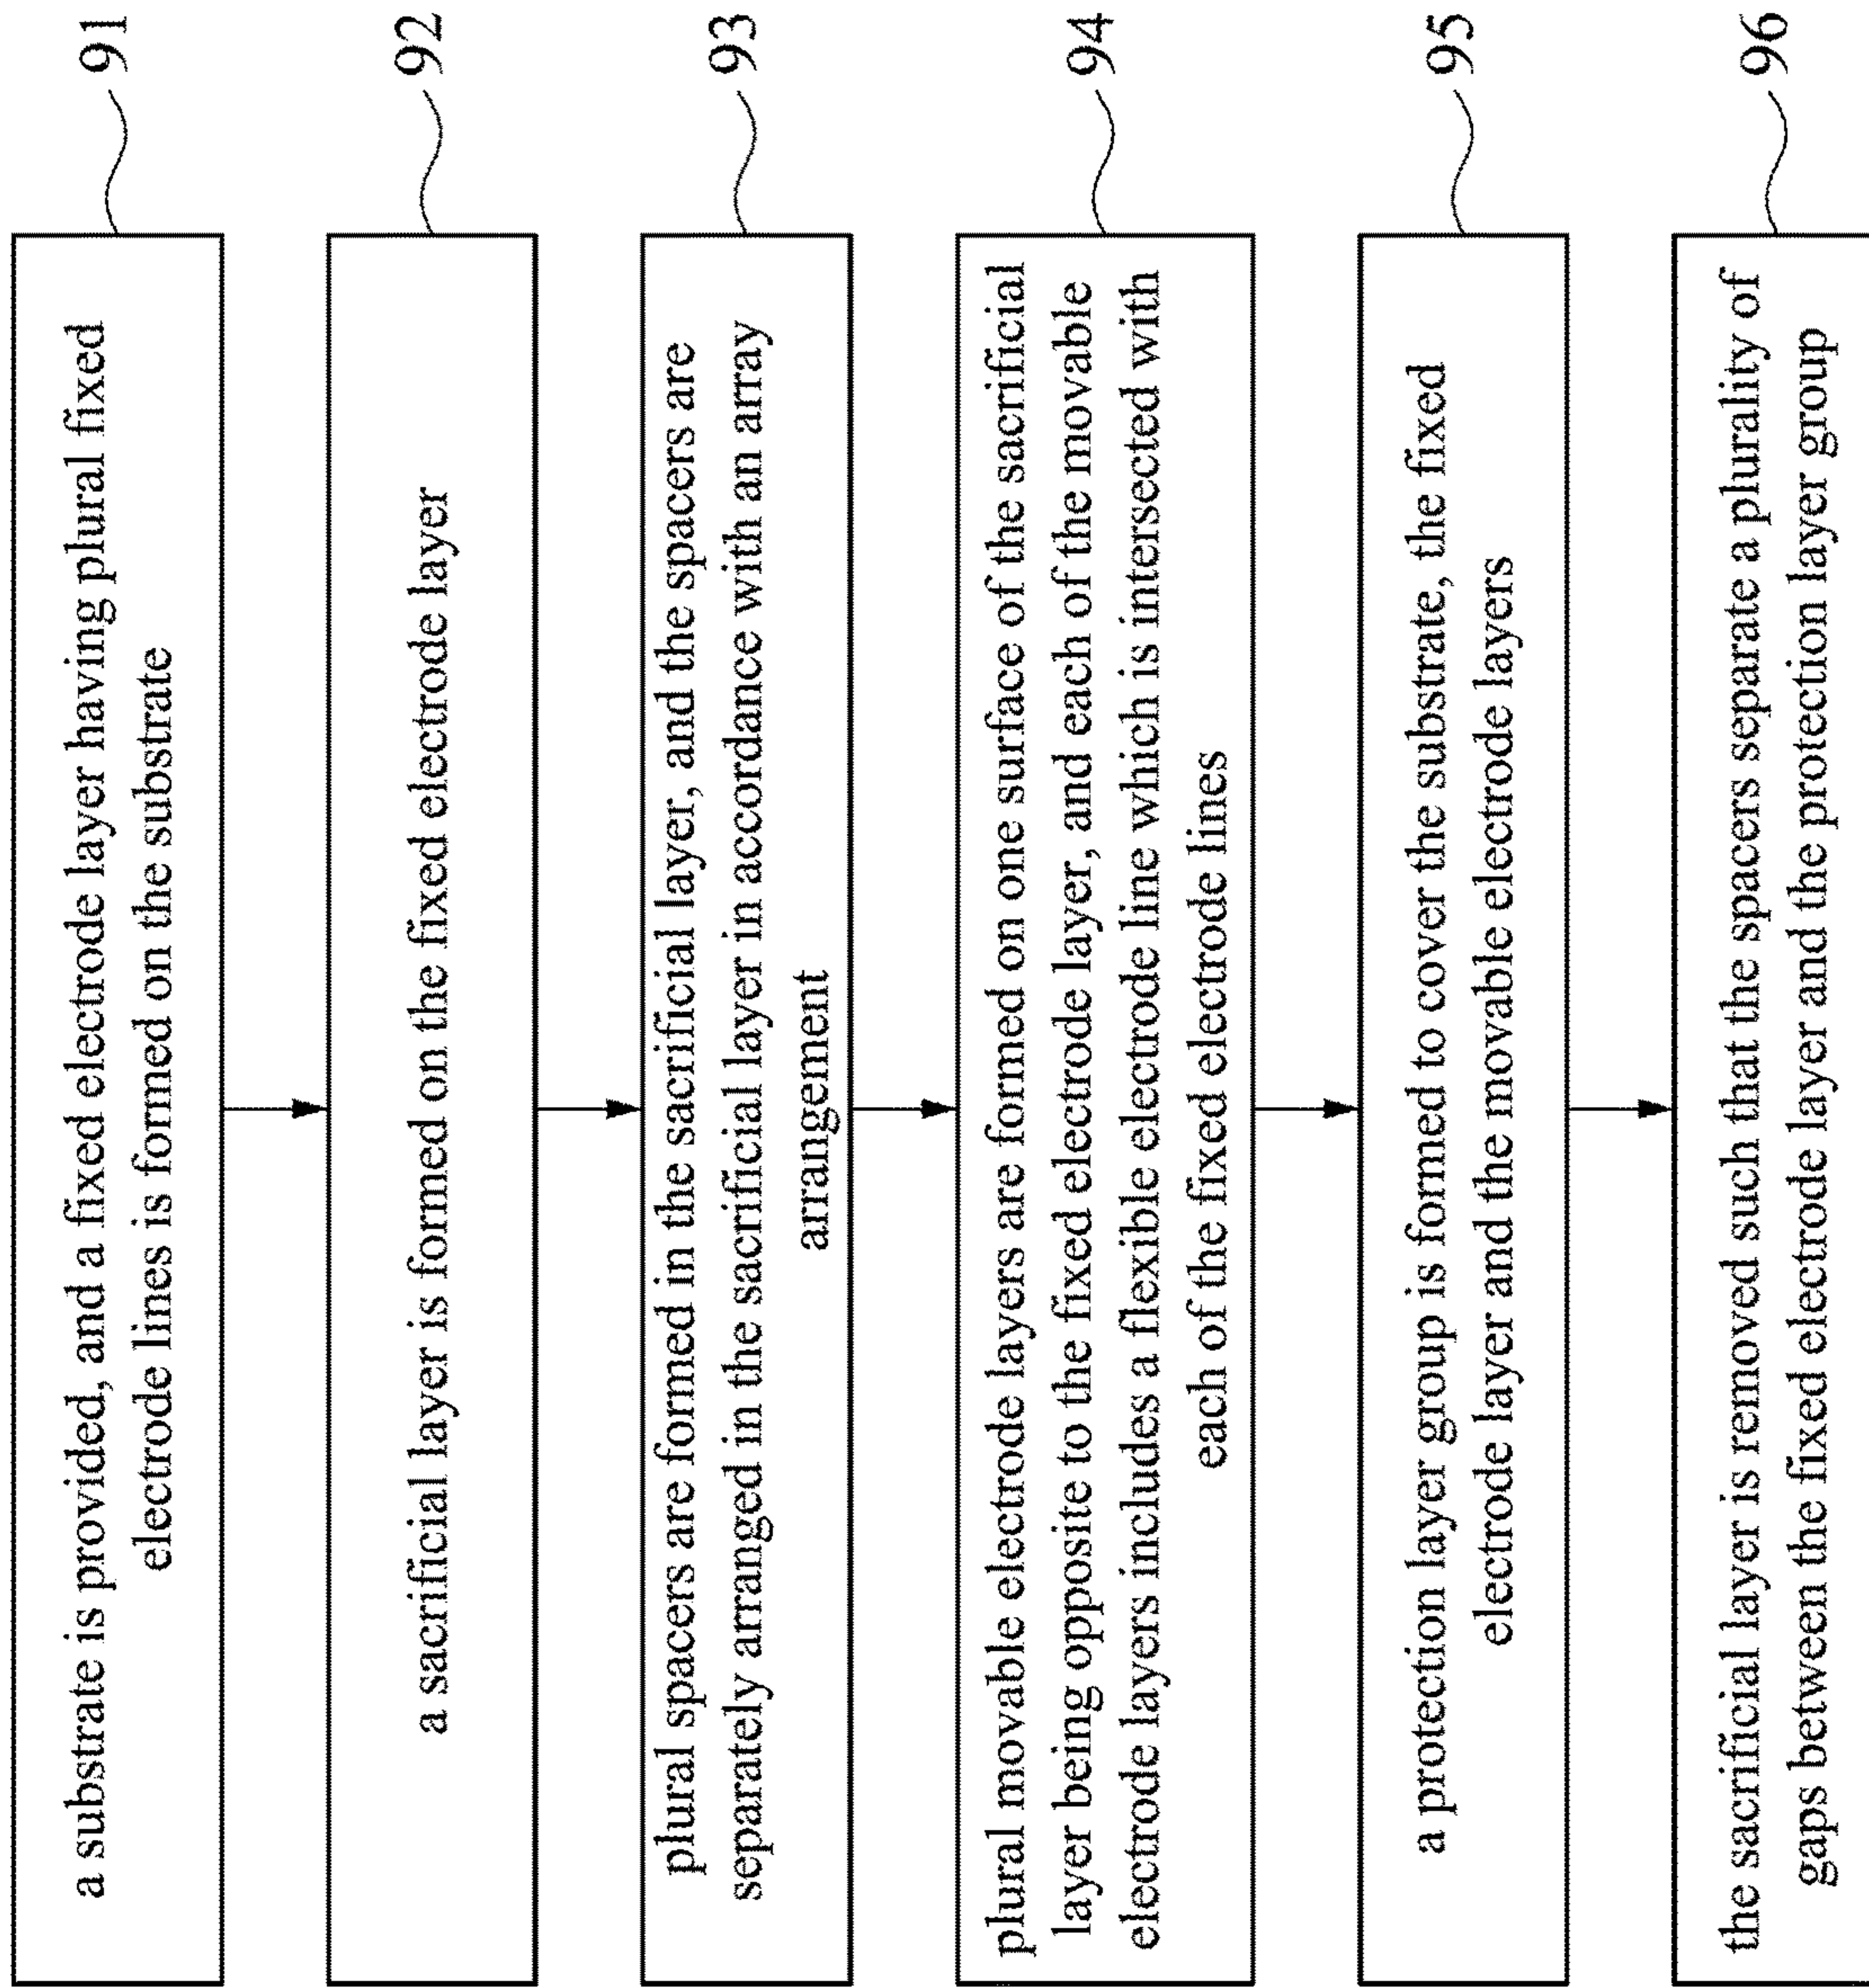 a substrate is provided, and a fixed electrode layer having plural fixed
electrode lines is formed on the substrate
91
a sacrificial layer is formed on the fixed electrode layer
92
plural spacers are formed in the sacrificial layer, and the spacers are
separately arranged in the sacrificial layer in accordance with an array
arrangement
93
plural movable electrode layers are formed on one surface of the sacrificial
layer being opposite to the fixed electrode layer, and each of the movable
electrode layers includes a flexible electrode line which is intersected with
each of the fixed electrode lines
94
a protection layer group is formed to cover the substrate, the fixed
electrode layer and the movable electrode layers
95
the sacrificial layer is removed such that the spacers separate a plurality of
gaps between the fixed electrode layer and the protection layer group
96